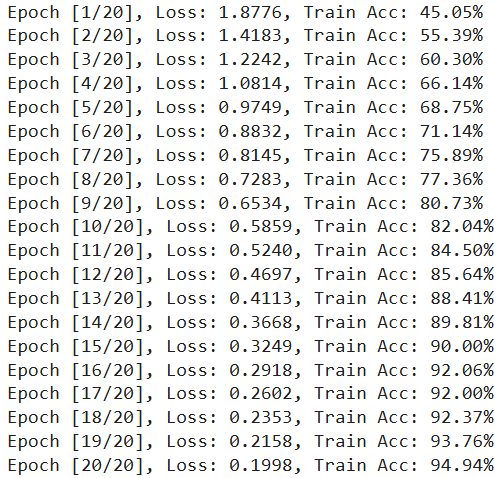 Epoch [1/20], Loss: 1.8776, Train Acc: 45.05%
Epoch [2/20], Loss: 1.4183, Train Acc: 55.39%
Epoch [3/20], Loss: 1.2242, Train Acc: 60.30%
Epoch [4/20], Loss: 1.0814, Train Acc: 66.14%
Epoch [5/20], Loss: 0.9749, Train Acc: 68.75%
Epoch [6/20], Loss: 0.8832, Train Acc: 71.14%
Epoch [7/20], Loss: 0.8145, Train Acc: 75.89%
Epoch [8/20], Loss: 0.7283, Train Acc: 77.36%
Epoch [9/20], Loss: 0.6534, Train Acc: 80.73%
Epoch [10/20], Loss: 0.5859, Train Acc: 82.04%
Epoch [11/20], Loss: 0.5240, Train Acc: 84.50%
Epoch [12/20], Loss: 0.4697, Train Acc: 85.64%
Epoch [13/20], Loss: 0.4113, Train Acc: 88.41%
Epoch [14/20], Loss: 0.3668, Train Acc: 89.81%
Epoch [15/20], Loss: 0.3249, Train Acc: 90.00%
Epoch [16/20], Loss: 0.2918, Train Acc: 92.06%
Epoch [17/20], Loss: 0.2602, Train Acc: 92.00%
Epoch [18/20], Loss: 0.2353, Train Acc: 92.37%
Epoch [19/20], Loss: 0.2158, Train Acc: 93.76%
Epoch [20/20], Loss: 0.1998, Train Acc: 94.94%